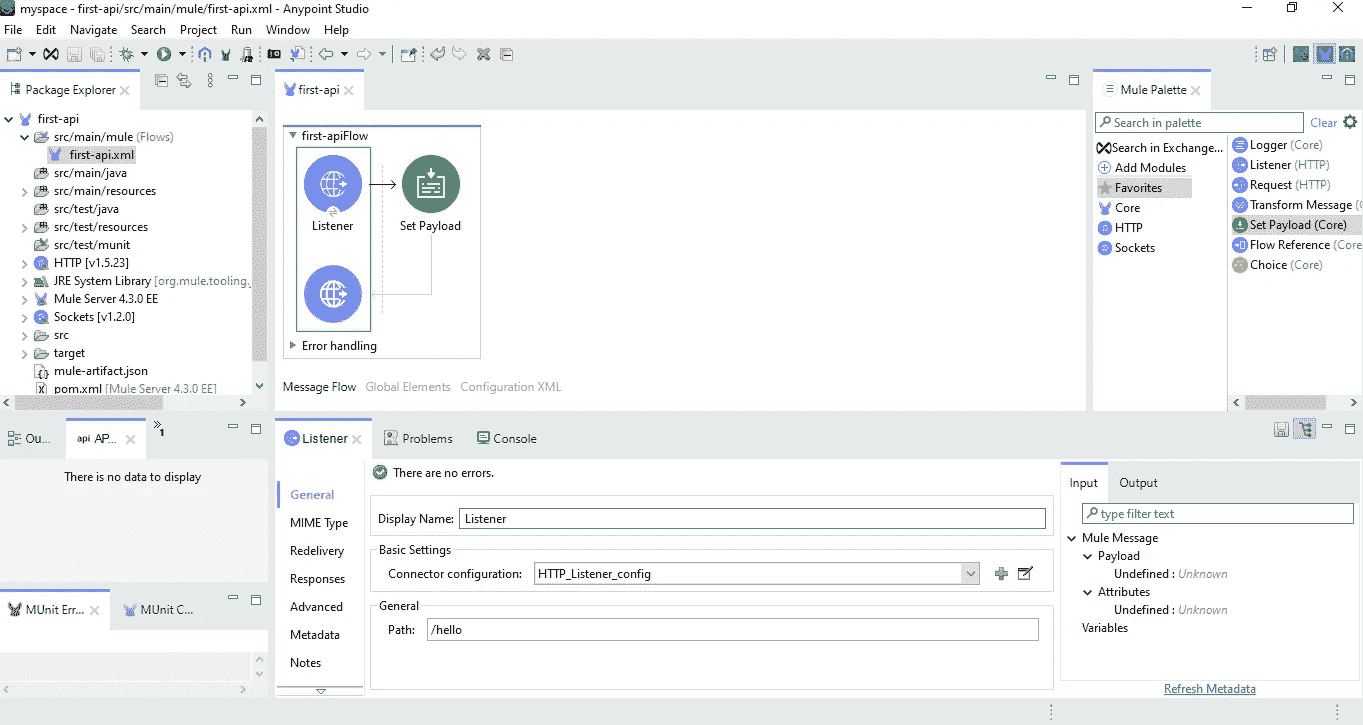 myspace - first-api/src/main/mule/first-api.xml - Anypoint Studio
File Edit Navigate Search Project Run Window Help
Package Explorer
first-api
src/main/mule (Flows)
first-api.xml
src/main/java
src/main/resources
src/test/java
src/test/resources
src/test/munit
HTTP [v1.5.23]
JRE System Library [org.mule.tooling.
Mule Server 4.3.0 EE
Sockets [v1.2.0]
src
target
mule-artifact.json
pom.xml [Mule Server 4.3.0 EE]
first-api
first-apiFlow
Listener
Set Payload
Error handling
Message Flow Global Elements Configuration XML
Mule Palette
Search in palette
Clear
Search in Exchange...
Add Modules
Favorites
Core
HTTP
Sockets
Logger (Core)
Listener (HTTP)
Request (HTTP)
Transform Message (C
Set Payload (Core)
Flow Reference (Core
Choice (Core)
Ou...
api AP...
1
There is no data to display
MUnit Err...
MUnit C...
Listener
Problems
Console
There are no errors.
General
MIME Type
Redelivery
Responses
Advanced
Metadata
Notes
Display Name: Listener
Basic Settings
Connector configuration: HTTP_Listener_config
General
Path: /hello
Input
Output
type filter text
Mule Message
Payload
Undefined : Unknown
Attributes
Undefined : Unknown
Variables
Refresh Metadata